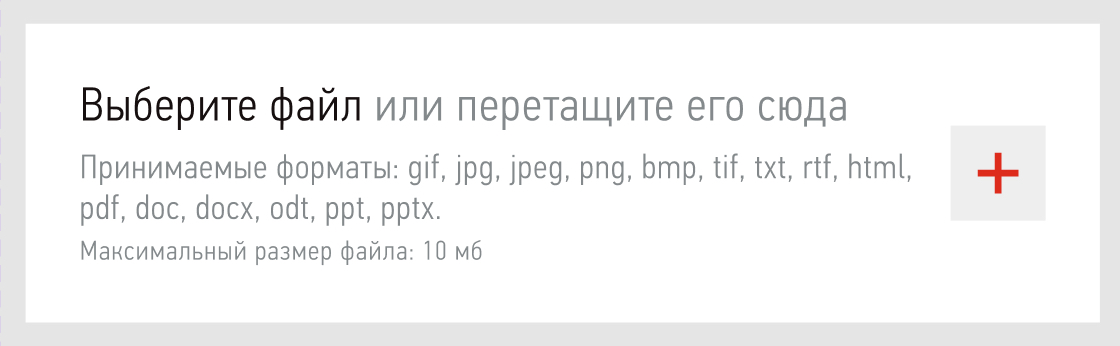 Выберите файл или перетащите его сюда
Принимаемые форматы: gif, jpg, jpeg, png, bmp, tif, txt, rtf, html,
pdf, doc, docx, odt, ppt, pptx.
Максимальный размер файла: 10 мб